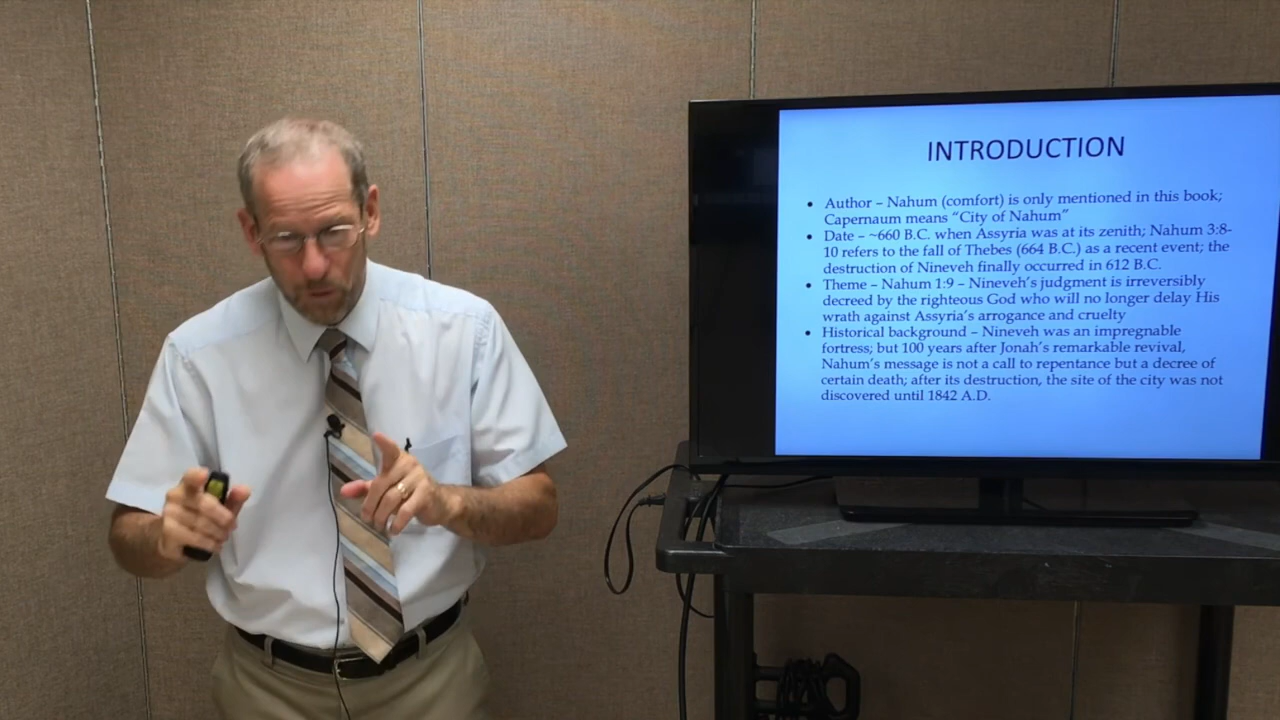 INTRODUCTION
• Author – Nahum (comfort) is only mentioned in this book;
Capernaum means “City of Nahum”
• Date – ~660 B.C. when Assyria was at its zenith; Nahum 3:8-
10 refers to the fall of Thebes (664 B.C.) as a recent event; the
destruction of Nineveh finally occurred in 612 B.C.
• Theme – Nahum 1:9 – Nineveh’s judgment is irreversibly
decreed by the righteous God who will no longer delay His
wrath against Assyria’s arrogance and cruelty
• Historical background – Nineveh was an impregnable
fortress; but 100 years after Jonah’s remarkable revival,
Nahum’s message is not a call to repentance but a decree of
certain death; after its destruction, the site of the city was not
discovered until 1842 A.D.